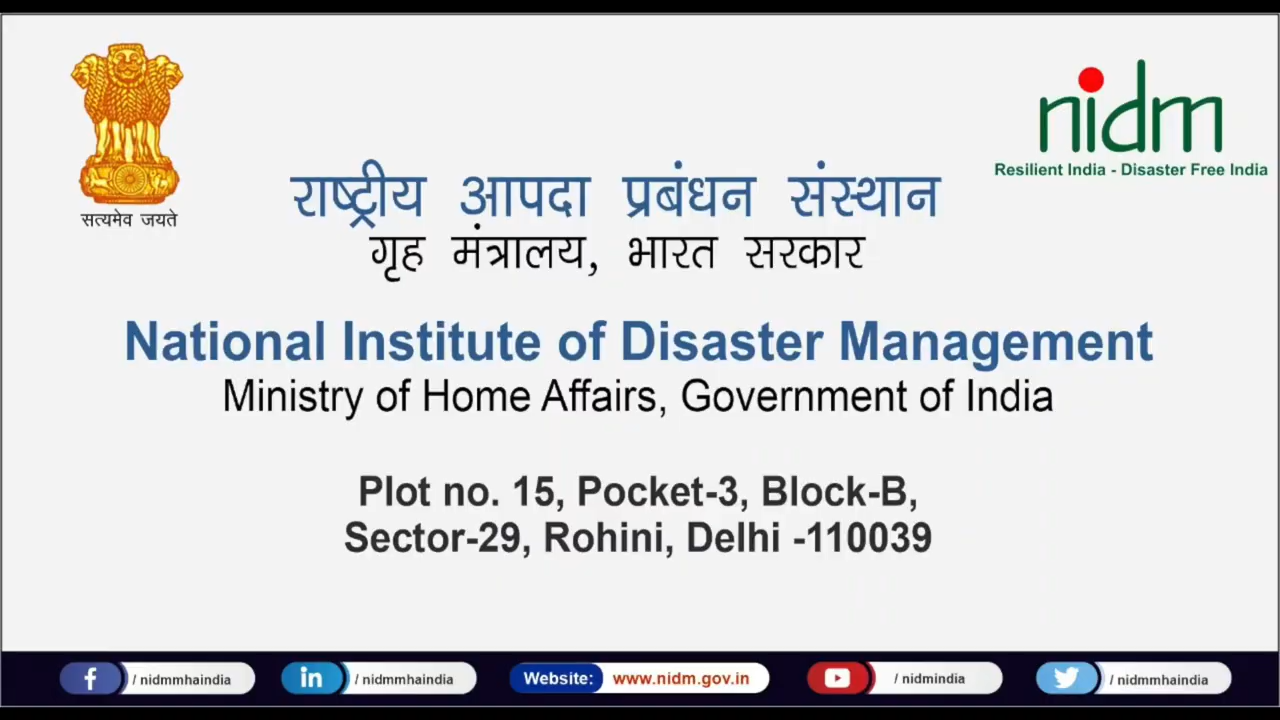 सत्यमेव जयते
nidm
Resilient India - Disaster Free India
राष्ट्रीय आपदा प्रबंधन संस्थान
गृह मंत्रालय, भारत सरकार
National Institute of Disaster Management
Ministry of Home Affairs, Government of India
Plot no. 15, Pocket-3, Block-B,
Sector-29, Rohini, Delhi -110039
f / nidmmhaindia in / nidmmhaindia Website: www.nidm.gov.in / nidmindia / nidmmhaindia